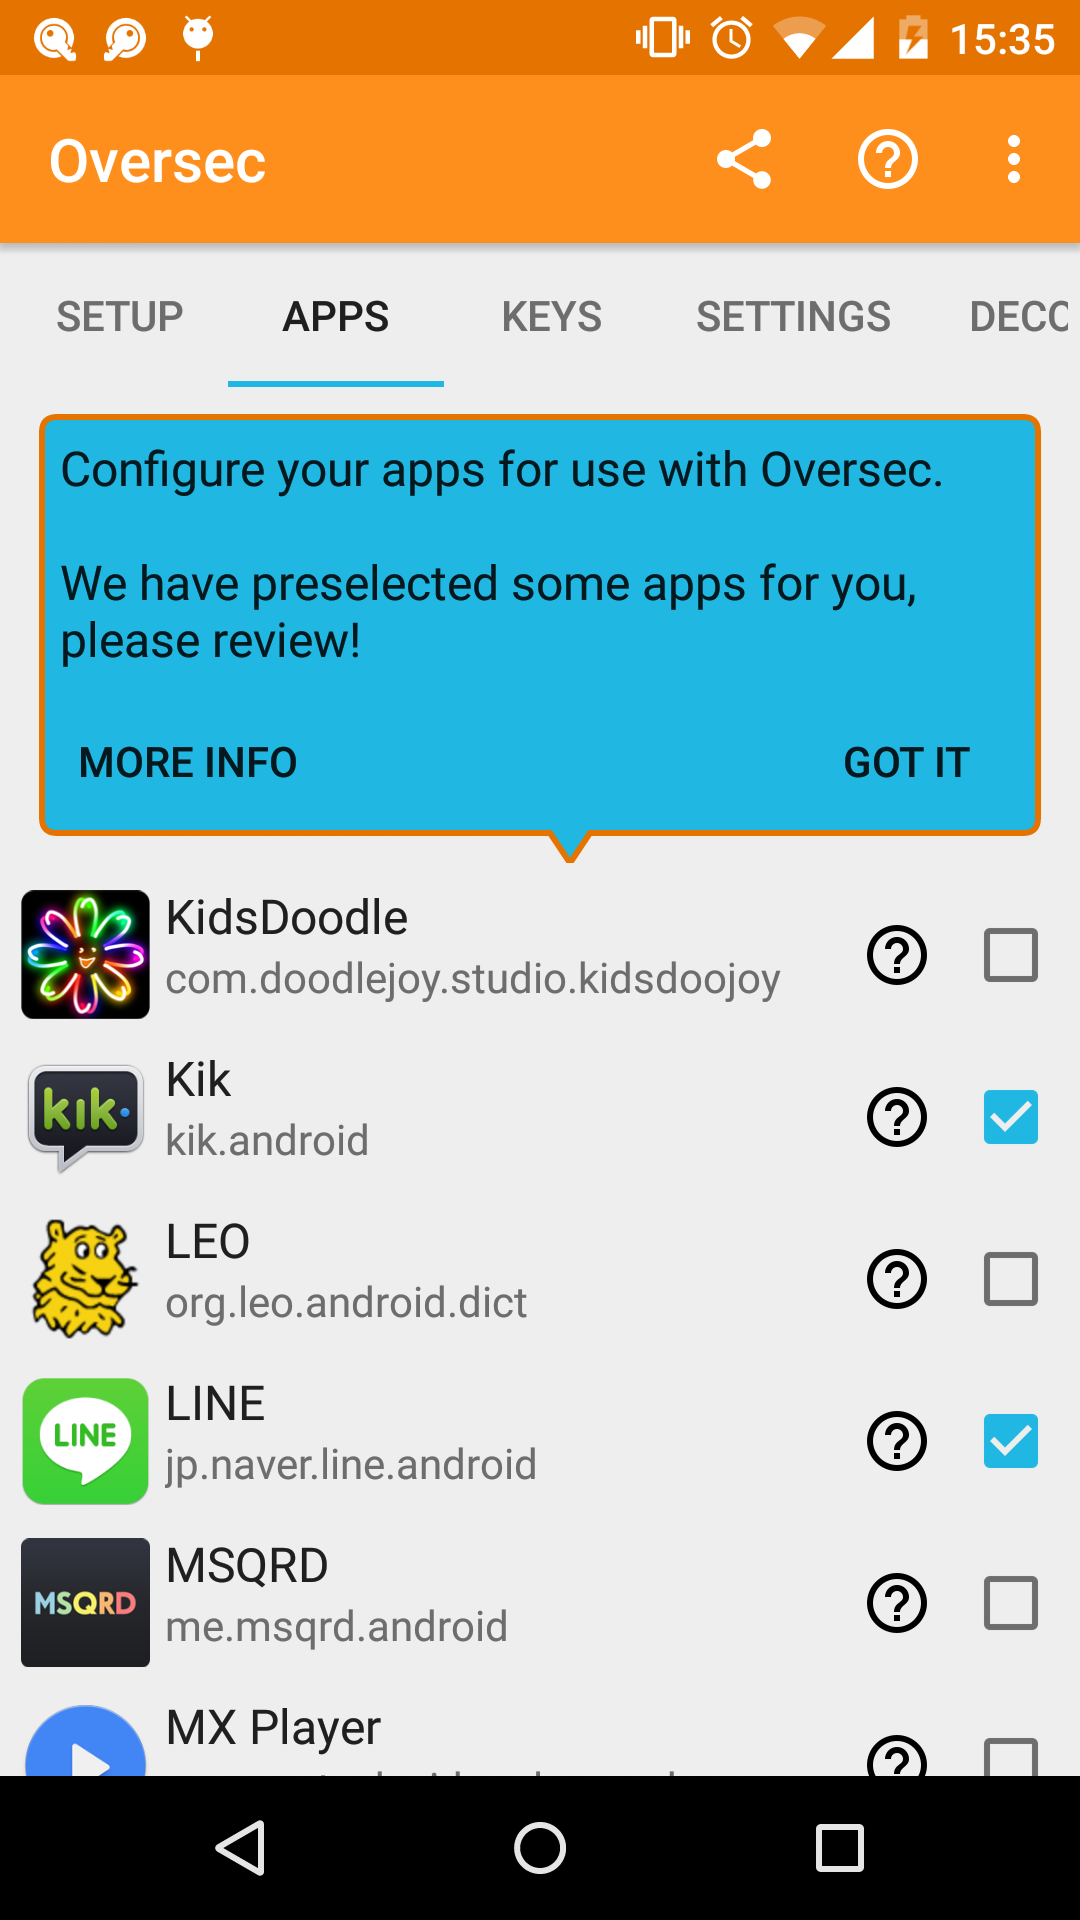 15:35
Oversec
SETUP APPS KEYS SETTINGS DECO
Configure your apps for use with Oversec.
We have preselected some apps for you,
please review!
MORE INFO GOT IT
KidsDoodle
com.doodlejoy.studio.kidsdoojoy
kik.
Kik
kik.android
LEO
org.leo.android.dict
LINE
LINE
jp.naver.line.android
MSQRD
MSQRD
me.msqrd.android
MX Player